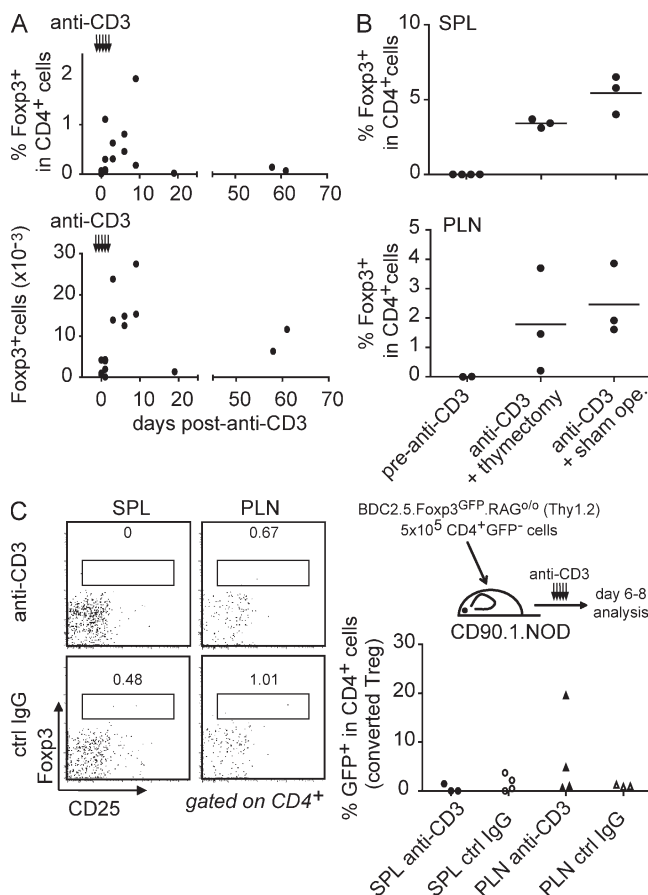 A
anti-CD3
% Foxp3+
in CD4+ cells
2
1
0
0 10 20 50 60 70
anti-CD3
Foxp3+cells (x10-3)
30
20
10
0
0 10 20 50 60 70
days post-anti-CD3
B
SPL
% Foxp3+
in CD4+cells
10
5
0
PLN
% Foxp3+
in CD4+cells
5
4
3
2
1
0
pre-anti-CD3
anti-CD3
+ thymectomy
anti-CD3
+ sham ope.
C
SPL PLN
anti-CD3
0 0.67
ctrl IgG
0.48 1.01
Foxp3
CD25
gated on CD4+
BDC2.5.Foxp3GFP.RAGo/o (Thy1.2)
5x105 CD4+GFP- cells
anti-CD3
day 6-8
analysis
CD90.1.NOD
% GFP+ in CD4+ cells
(converted Treg)
30
20
10
0
SPL anti-CD3
SPL ctrl IgG
PLN anti-CD3
PLN ctrl IgG